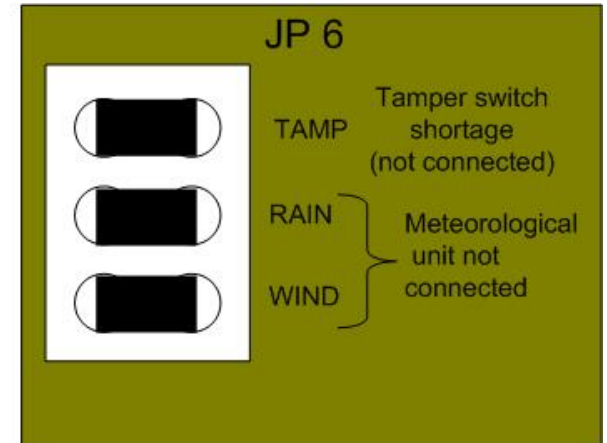 JP 6
TAMP
Tamper switch
shortage
(not connected)
RAIN
WIND
Meteorological
unit not
connected